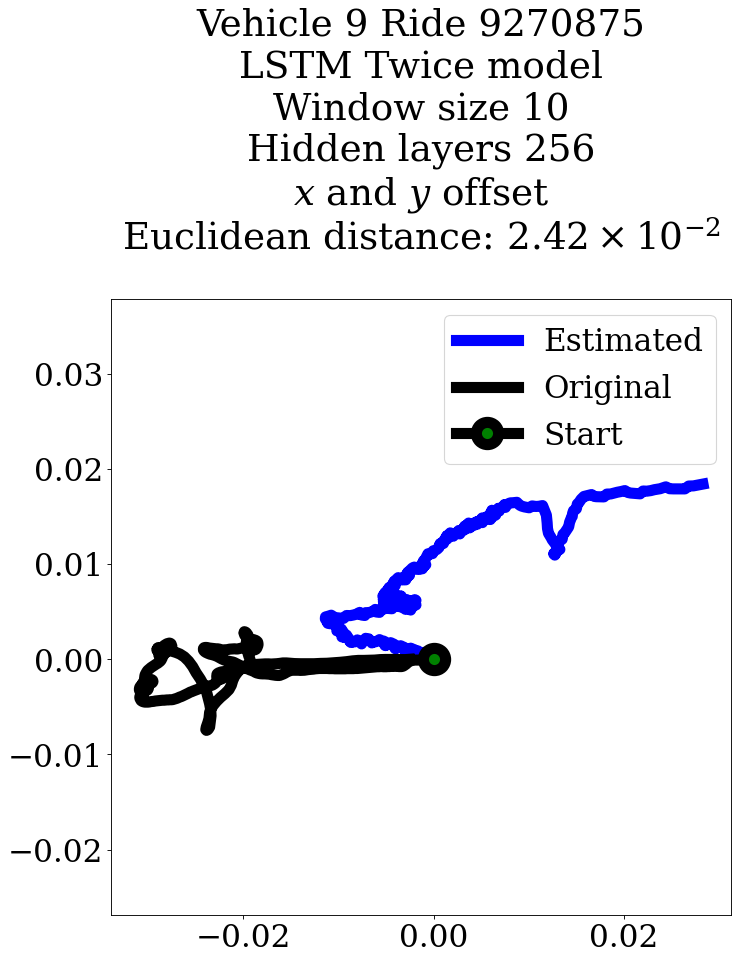 Vehicle 9 Ride 9270875
LSTM Twice model
Window size 10
Hidden layers 256
x and y offset
Euclidean distance: 2.42 × 10⁻²
Estimated
Original
Start
0.03
0.02
0.01
0.00
−0.01
−0.02
−0.02
0.00
0.02